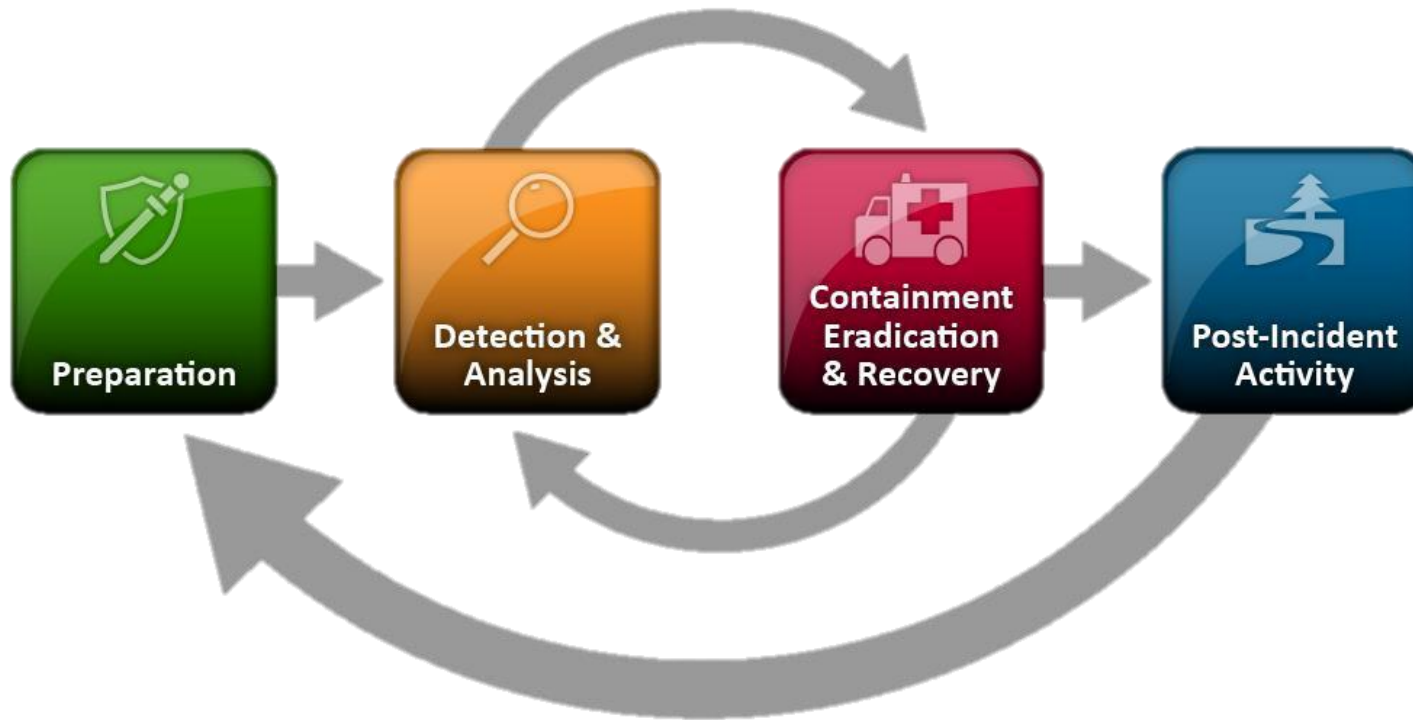 Preparation
Detection &
Analysis
Containment
Eradication
& Recovery
Post-Incident
Activity